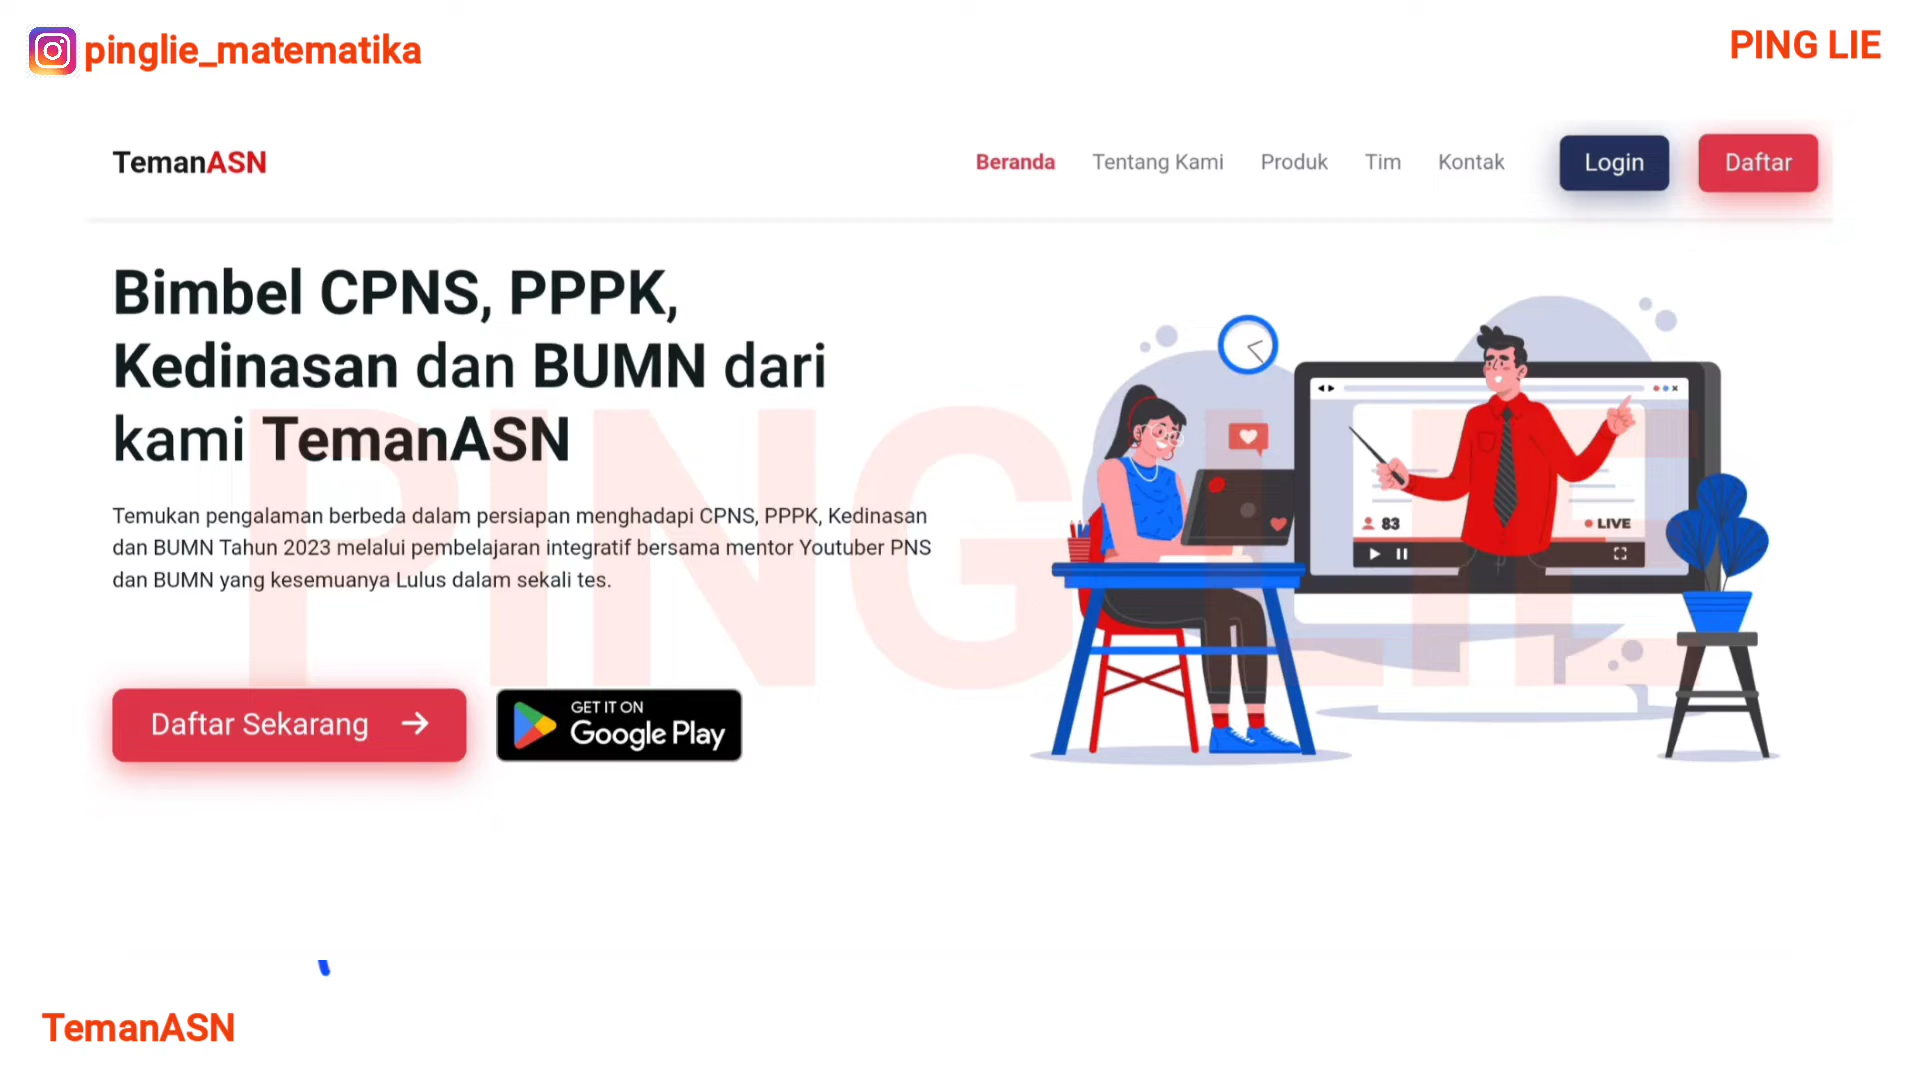 pinglie_matematika
PING LIE
TemanASN
Beranda Tentang Kami Produk Tim Kontak Login Daftar
Bimbel CPNS, PPPK,
Kedinasan dan BUMN dari
kami TemanASN
Temukan pengalaman berbeda dalam persiapan menghadapi CPNS, PPPK, Kedinasan
dan BUMN Tahun 2023 melalui pembelajaran integratif bersama mentor Youtuber PNS
dan BUMN yang kesemuanya Lulus dalam sekali tes.
83
LIVE
PING LIE
Daftar Sekarang
GET IT ON
Google Play
TemanASN